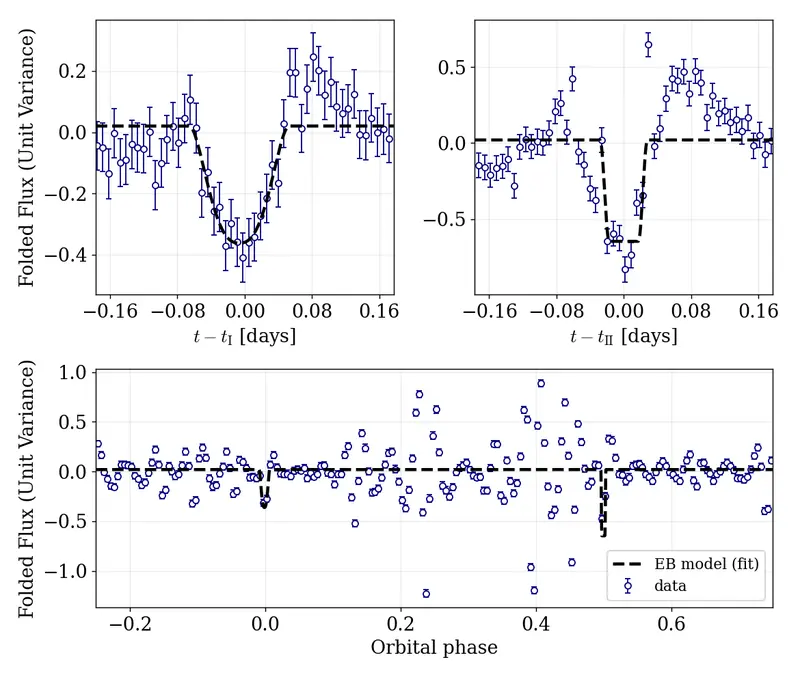 Folded Flux (Unit Variance)
0.2
0.0
−0.2
−0.4
−0.16 −0.08 0.00 0.08 0.16
t − tI [days]
0.5
0.0
−0.5
−0.16 −0.08 0.00 0.08 0.16
t − tII [days]
Folded Flux (Unit Variance)
1.0
0.5
0.0
−0.5
−1.0
EB model (fit)
data
−0.2 0.0 0.2 0.4 0.6
Orbital phase